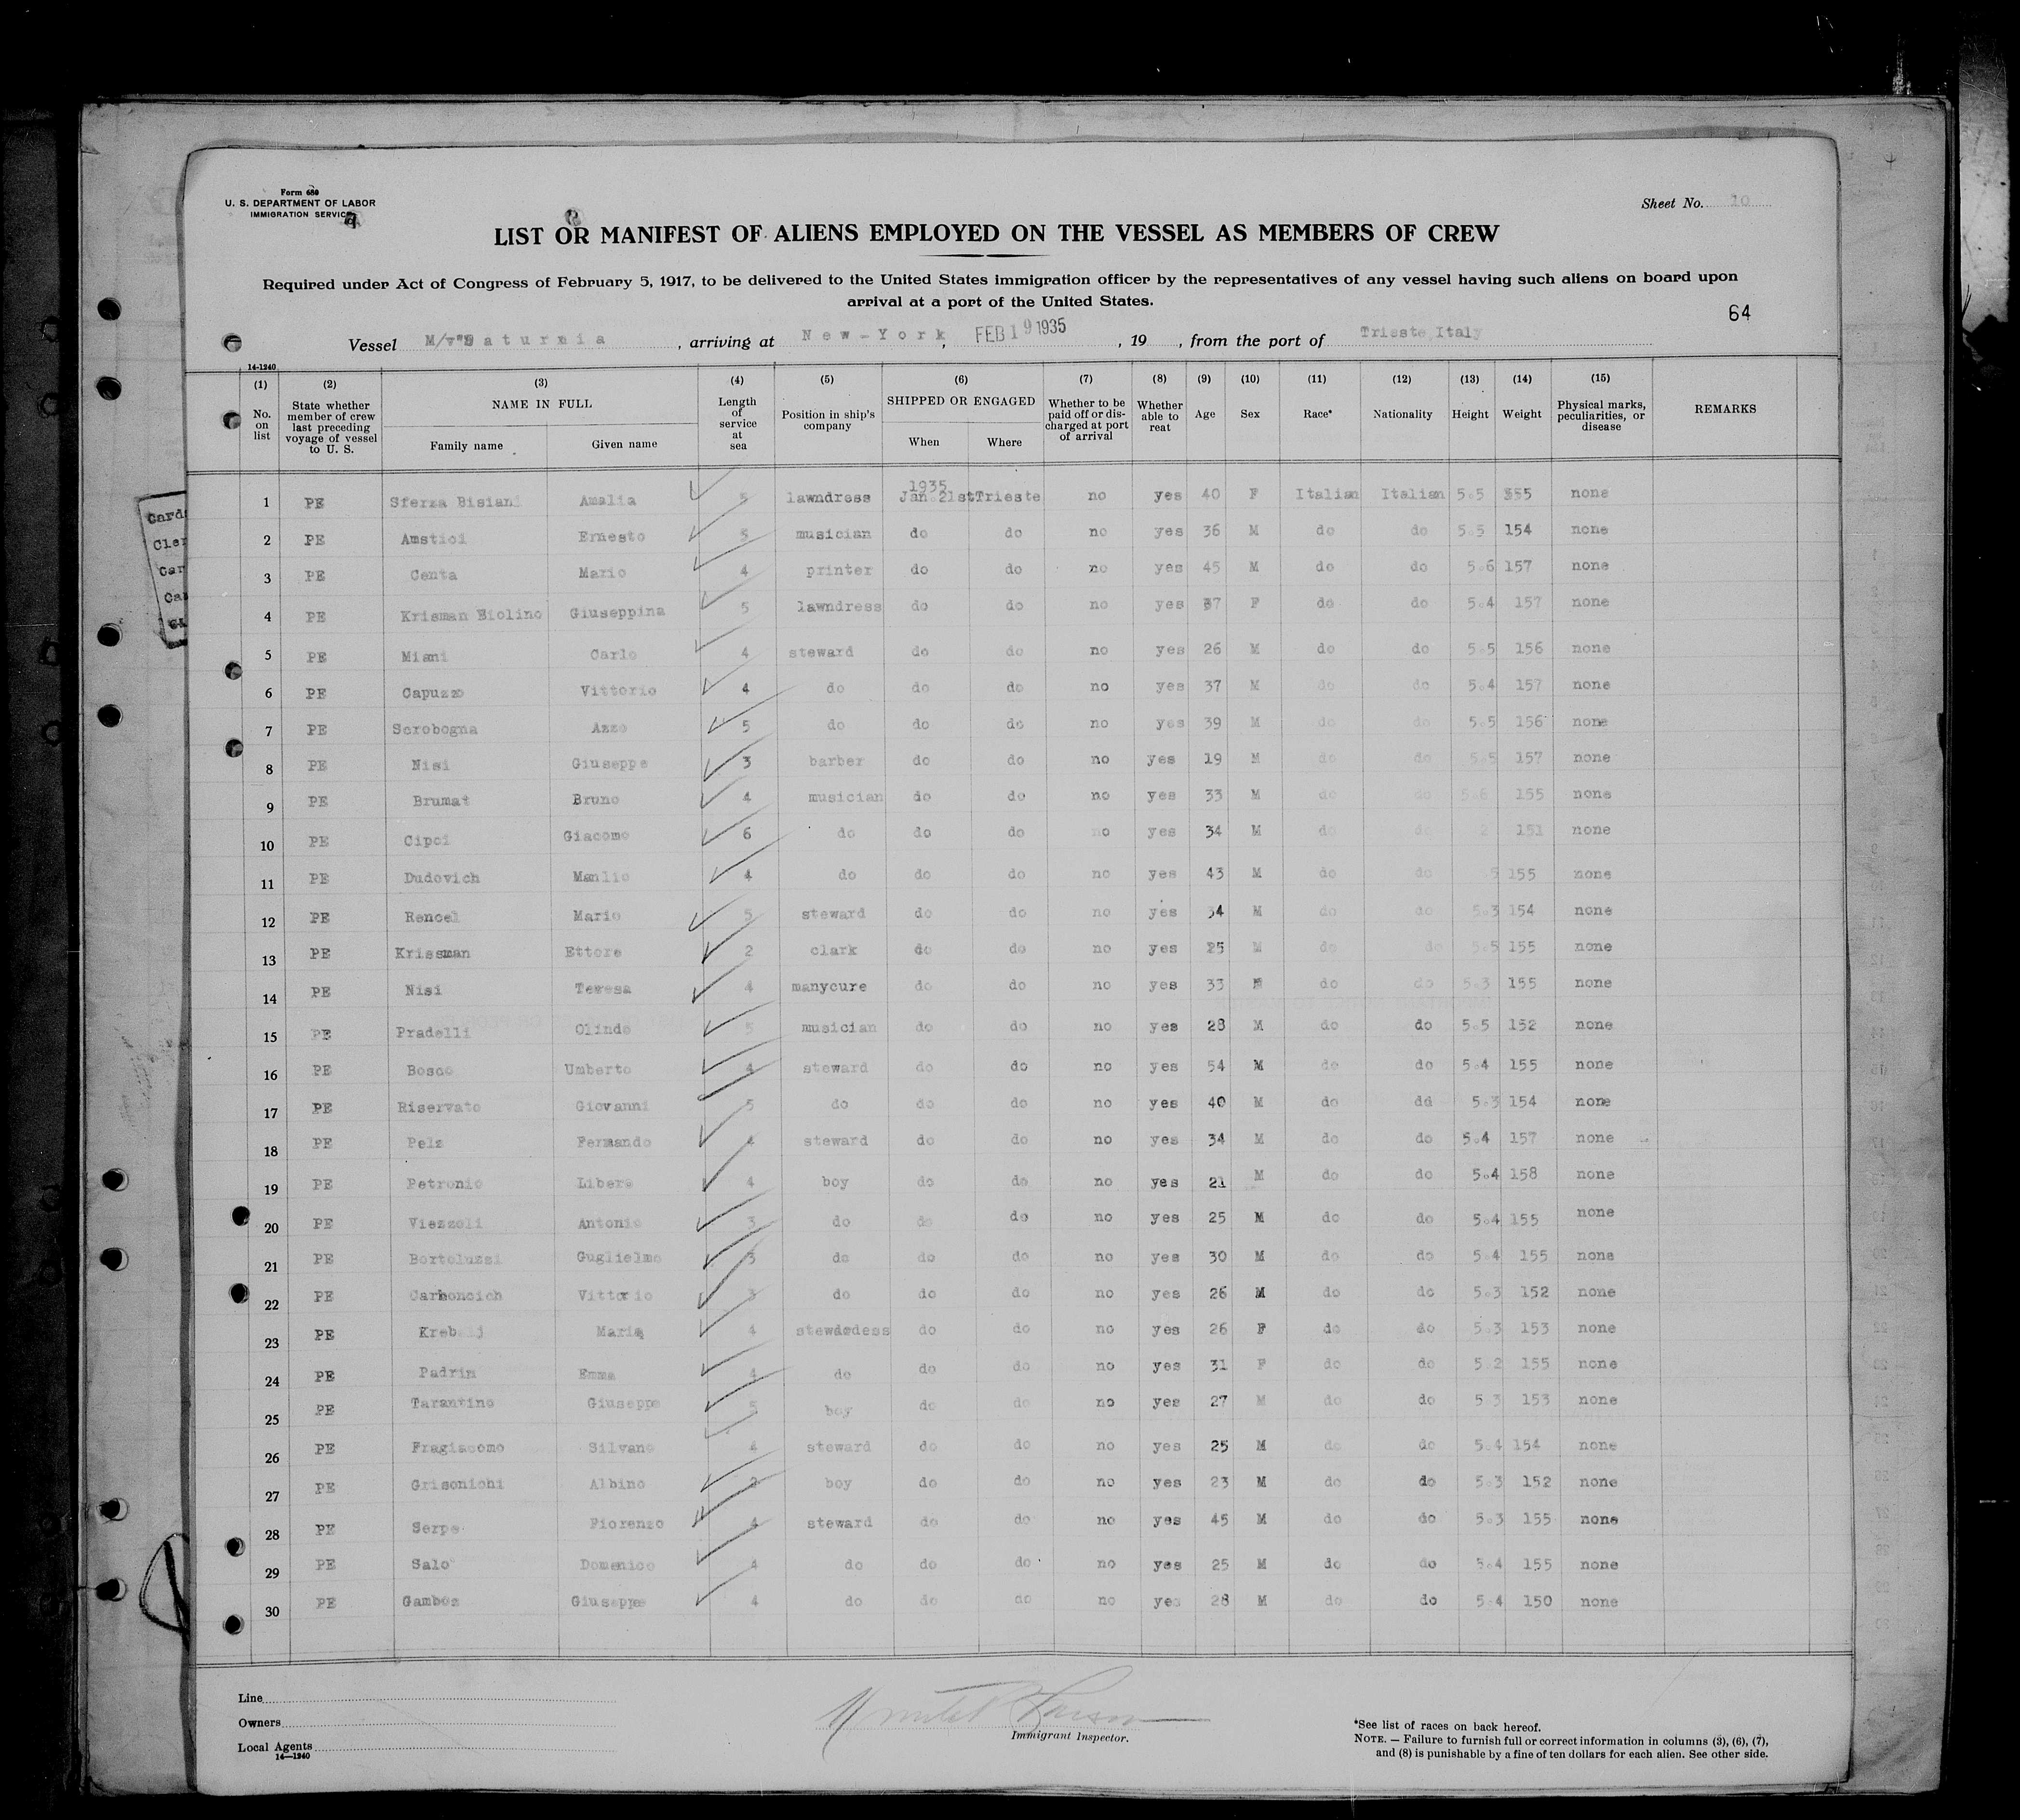 Form 680
U. S. DEPARTMENT OF LABOR
IMMIGRATION SERVICE
Sheet No. 10
LIST OR MANIFEST OF ALIENS EMPLOYED ON THE VESSEL AS MEMBERS OF CREW
Required under Act of Congress of February 5, 1917, to be delivered to the United States immigration officer by the representatives of any vessel having such aliens on board upon
arrival at a port of the United States.
64
Vessel M/v"Saturnia, arriving at New-York, FEB 19 1935, 19 , from the port of Trieste, Italy
14-1240
(1) (2) (3) (4) (5) (6) (7) (8) (9) (10) (11) (12) (13) (14) (15)
No. on list State whether member of crew last preceding voyage of vessel to U. S. NAME IN FULL Family name Given name Length of service at sea Position in ship's company SHIPPED OR ENGAGED When Where Whether to be paid off or discharged at port of arrival Whether able to reat Age Sex Race* Nationality Height Weight Physical marks, peculiarities, or disease REMARKS
1935
1 PE Sferza Bisiani Amalia 5 lawndress Jan 21st Trieste no yes 40 F Italian Italian 5.5 155 none
2 PE Amstici Ernesto 5 musician do do no yes 36 M do do 5.5 154 none
3 PE Centa Mario 4 printer do do no yes 45 M do do 5.6 157 none
4 PE Krisman Biolino Giuseppina 5 lawndress do do no yes 37 F do do 5.4 157 none
5 PE Miani Carlo 4 steward do do no yes 26 M do do 5.5 156 none
6 PE Capuzzo Vittorio 4 do do do no yes 37 M do do 5.4 157 none
7 PE Scrobogna Azzo 5 do do do no yes 39 M do do 5.5 156 none
8 PE Nisi Giuseppe 3 barber do do no yes 19 M do do 5.5 157 none
9 PE Brumat Bruno 4 musician do do no yes 33 M do do 155 none
10 PE Cipci Giacomo 6 do do do no yes 34 M do do 2 151 none
11 PE Dudovich Manlio 4 do do do no yes 43 M do do 5 155 none
12 PE Rencel Mario 5 steward do do no yes 34 M do do 5.3 154 none
13 PE Krissman Ettore 2 clark do do no yes 25 M do do 5.5 155 none
14 PE Nisi Teresa 4 manycure do do no yes 33 F do do 5.3 155 none
15 PE Pradelli Olindo 5 musician do do no yes 28 M do do 5.5 152 none
16 PE Bosco Umberto 4 steward do do no yes 54 M do do 5.4 155 none
17 PE Riservato Giovanni 5 do do do no yes 40 M do dd 5.3 154 none
18 PE Pelz Fermando 4 steward do do no yes 34 M do do 5.4 157 none
19 PE Petronio Libero 4 boy do do no yes 21 M do do 5.4 158 none
20 PE Viezzoli Antonio 3 do do do no yes 25 M do do 5.4 155 none
21 PE Bortoluzzi Guglielmo 3 do do do no yes 30 M do do 5.4 155 none
22 PE Carboncich Vittorio 3 do do do no yes 26 M do do 5.3 152 none
23 PE Maria 4 stewardess do do no yes 26 F do do 5.3 153 none
24 PE Padrin Emma 4 do do do no yes 31 F do do 5.2 155 none
25 PE Tarantino Giuseppe 5 boy do do no yes 27 M do do 5.3 153 none
26 PE Fragiacomo Silvano 4 steward do do no yes 25 M do do 5.4 154 none
27 PE Grisonichi Albino 2 boy do do no yes 23 M do do 5.3 152 none
28 PE Serpe Fiorenzo 4 steward do do no yes 45 M do do 5.3 155 none
29 PE Salo Domenico 4 do do do no yes 25 M do do 5.4 155 none
30 PE Gamboz Giuseppe 4 do do do no yes 28 M do do 5.4 150 none
Line
Owners
Local Agents
14—1240
Immigrant Inspector.
*See list of races on back hereof.
NOTE. — Failure to furnish full or correct information in columns (3), (6), (7),
and (8) is punishable by a fine of ten dollars for each alien. See other side.